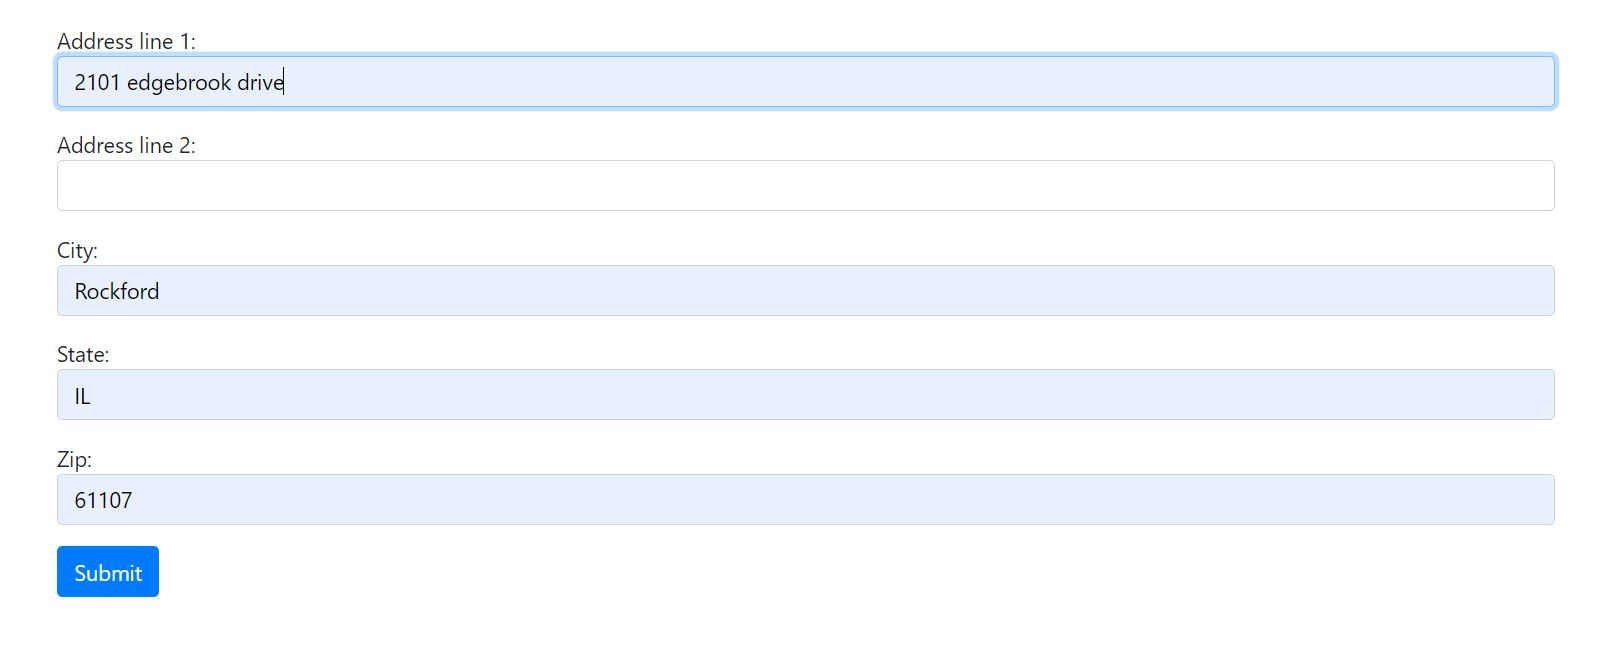 Address line 1:
2101 edgebrook drive
Address line 2:
City:
Rockford
State:
IL
Zip:
61107
Submit